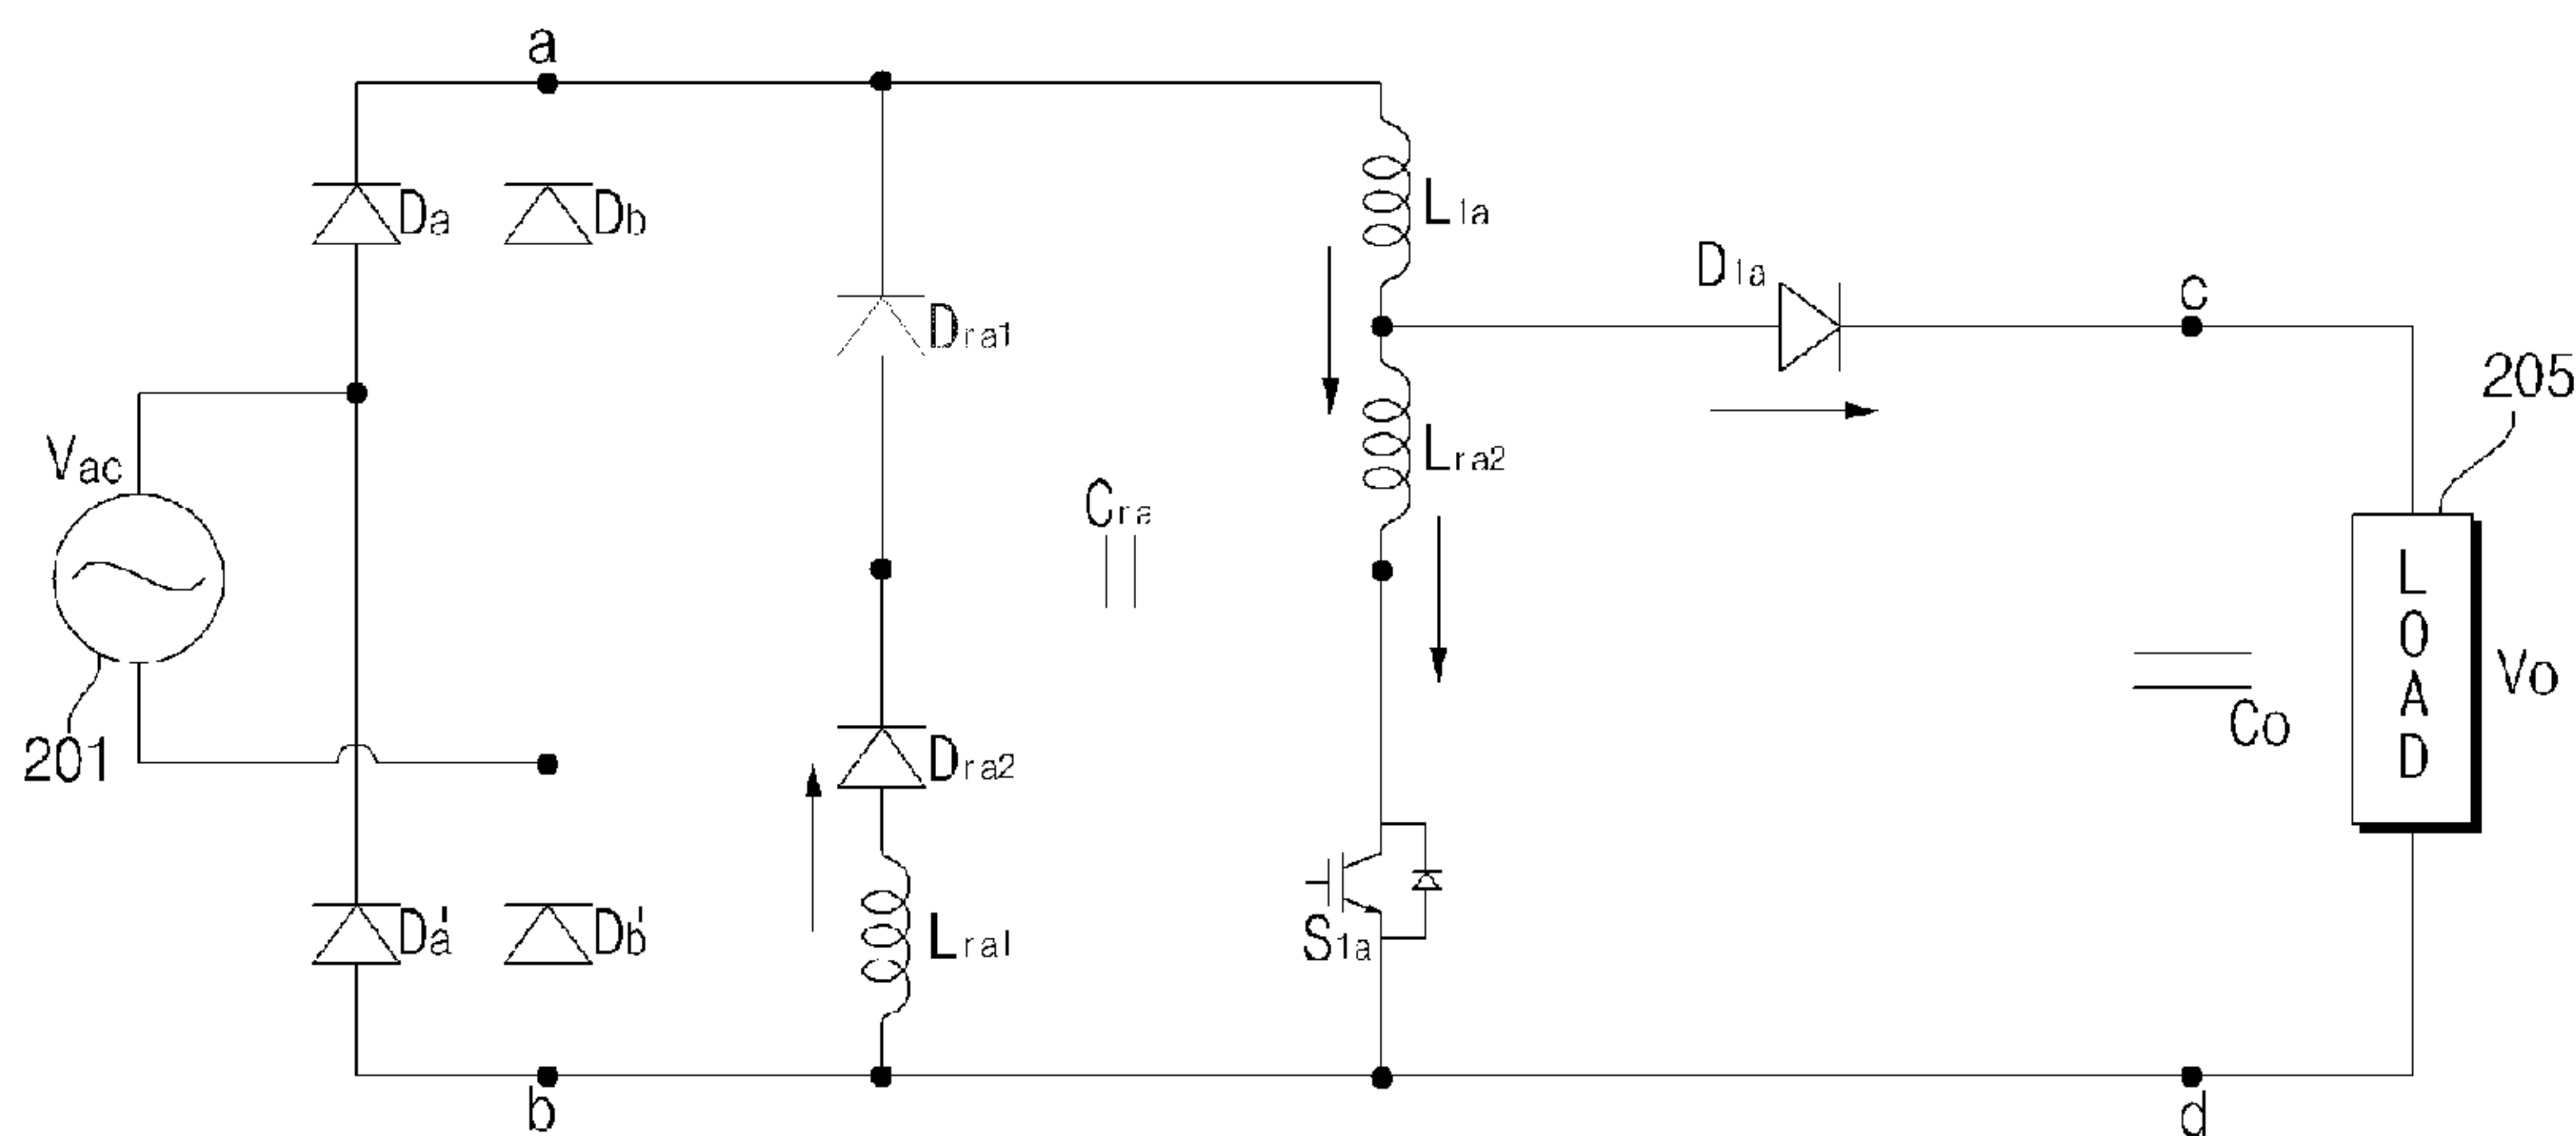 a
Da
Db
L1a
Dra1
D1a
c
205
Vac
Cra
Lra2
LOAD
Vo
Co
201
Dra2
Da'
Db'
Lra1
S1a
b
d